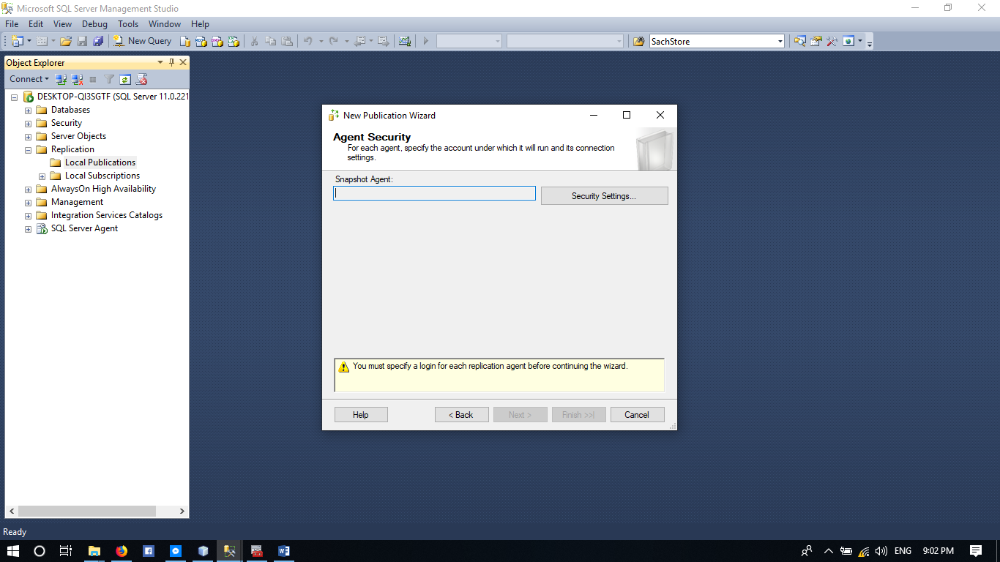 Microsoft SQL Server Management Studio
File Edit View Debug Tools Window Help
New Query
MDX DMX
SachStore
Object Explorer
Connect
DESKTOP-QI3SGTF (SQL Server 11.0.221
Databases
Security
Server Objects
Replication
Local Publications
Local Subscriptions
AlwaysOn High Availability
Management
Integration Services Catalogs
SQL Server Agent
New Publication Wizard
Agent Security
For each agent, specify the account under which it will run and its connection
settings.
Snapshot Agent:
Security Settings...
You must specify a login for each replication agent before continuing the wizard.
Help < Back Next > Finish >>| Cancel
Ready
ENG 9:02 PM